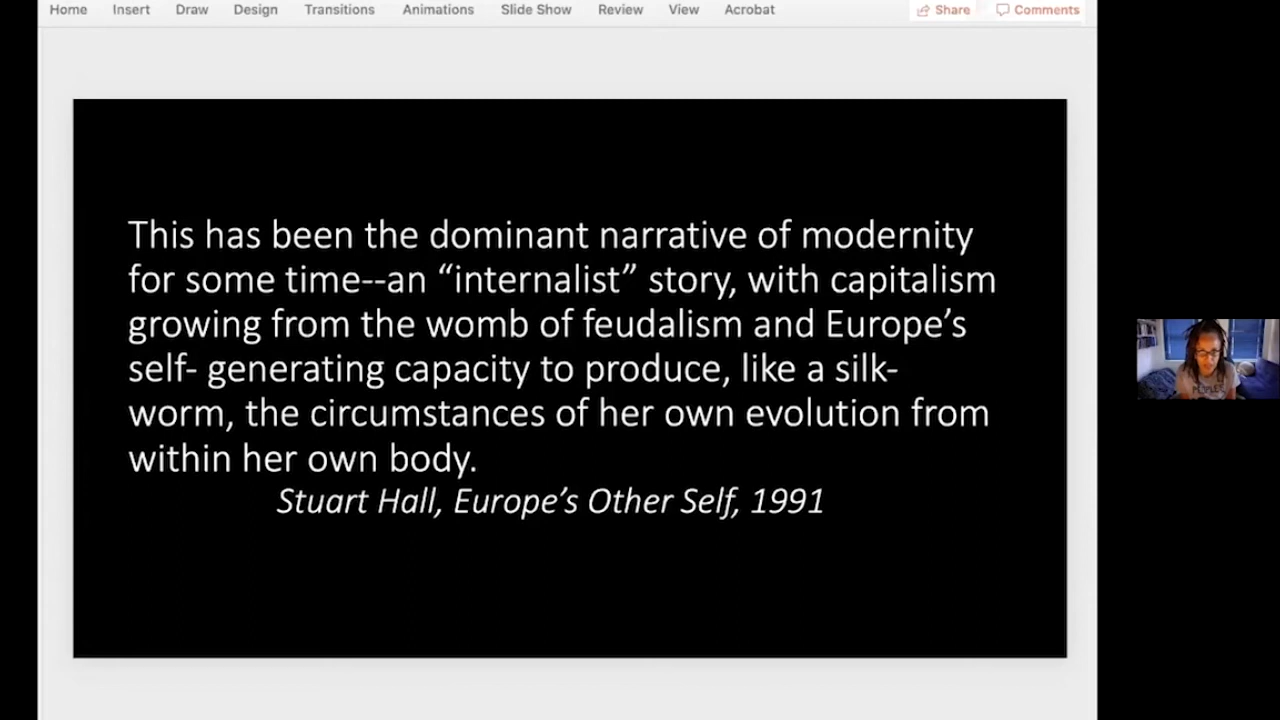 Home Insert Draw Design Transitions Animations Slide Show Review View Acrobat Share Comments
This has been the dominant narrative of modernity
for some time--an “internalist” story, with capitalism
growing from the womb of feudalism and Europe’s
self- generating capacity to produce, like a silk-
worm, the circumstances of her own evolution from
within her own body.
Stuart Hall, Europe’s Other Self, 1991